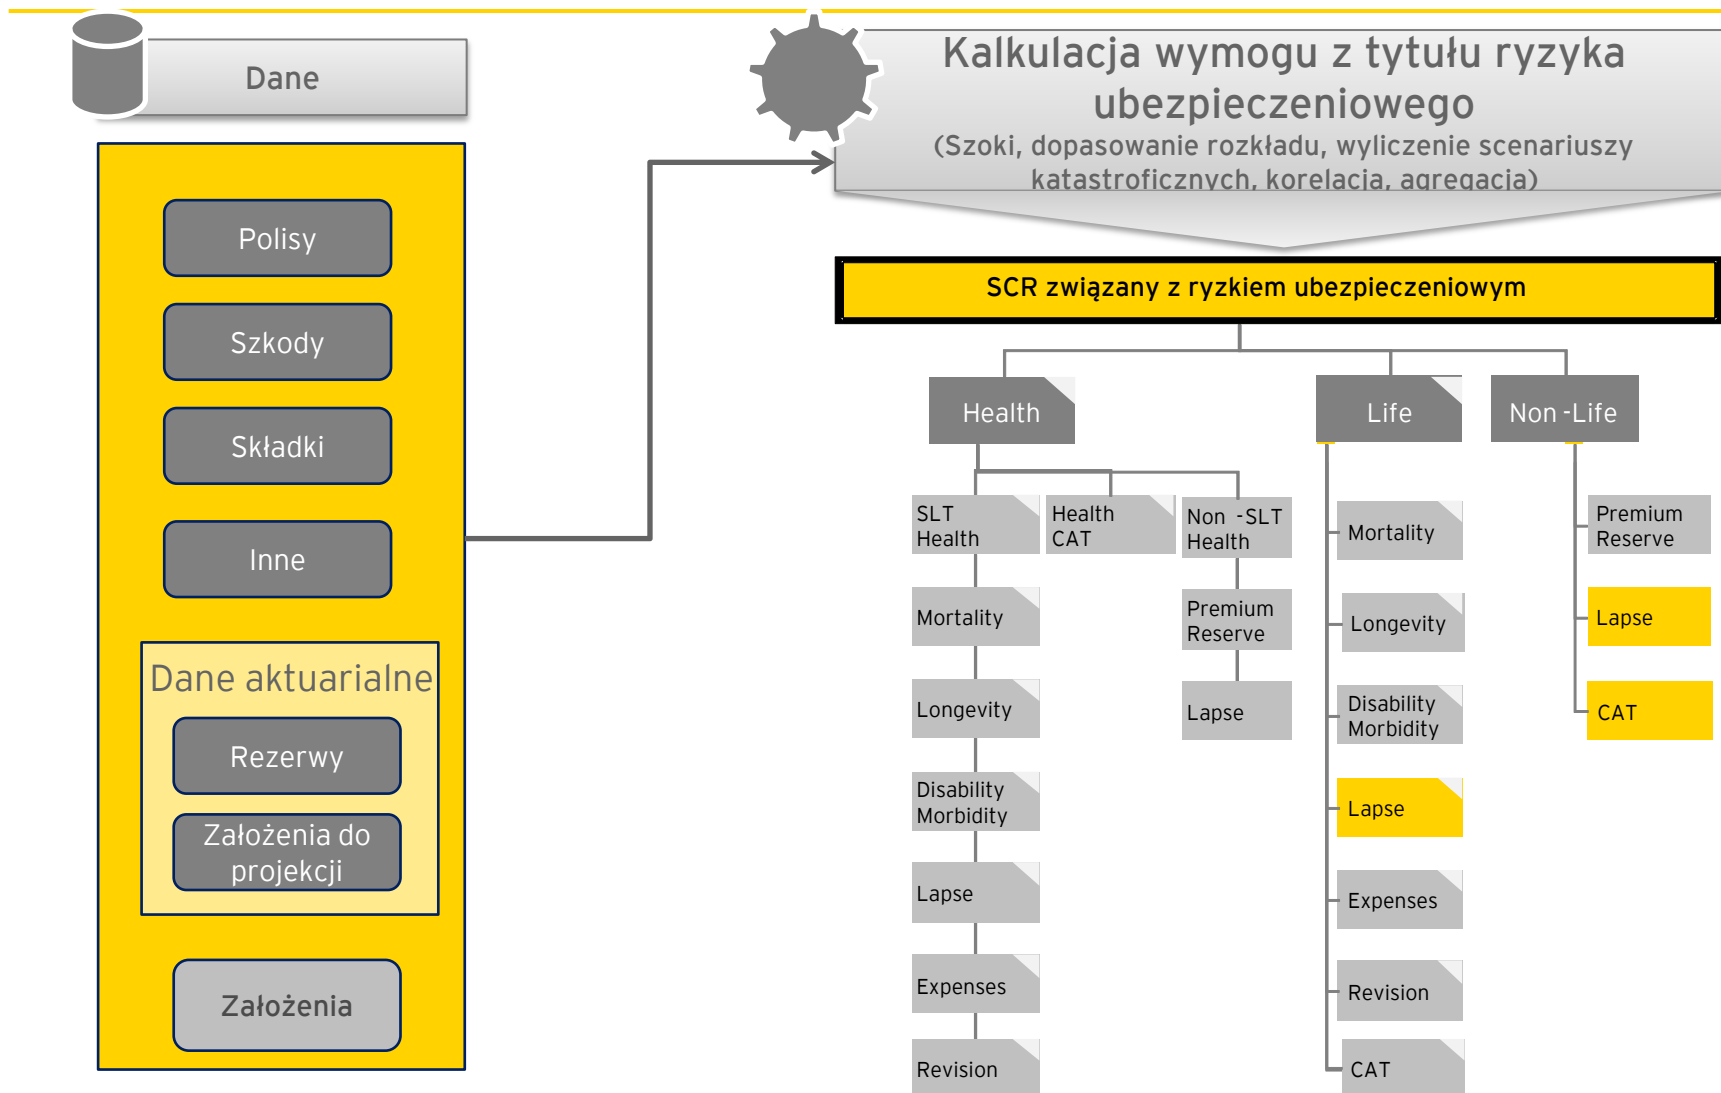 Dane
Polisy
Szkody
Składki
Inne
Dane aktuarialne
Rezerwy
Założenia do
projekcji
Założenia
Kalkulacja wymogu z tytułu ryzyka
ubezpieczeniowego
(Szoki, dopasowanie rozkładu, wyliczenie scenariuszy
katastroficznych, korelacja, agregacja)
SCR związany z ryzkiem ubezpieczeniowym
Health
SLT
Health
Mortality
Longevity
Disability
Morbidity
Lapse
Expenses
Revision
Health
CAT
Non -SLT
Health
Premium
Reserve
Lapse
Life
Mortality
Longevity
Disability
Morbidity
Lapse
Expenses
Revision
CAT
Non -Life
Premium
Reserve
Lapse
CAT